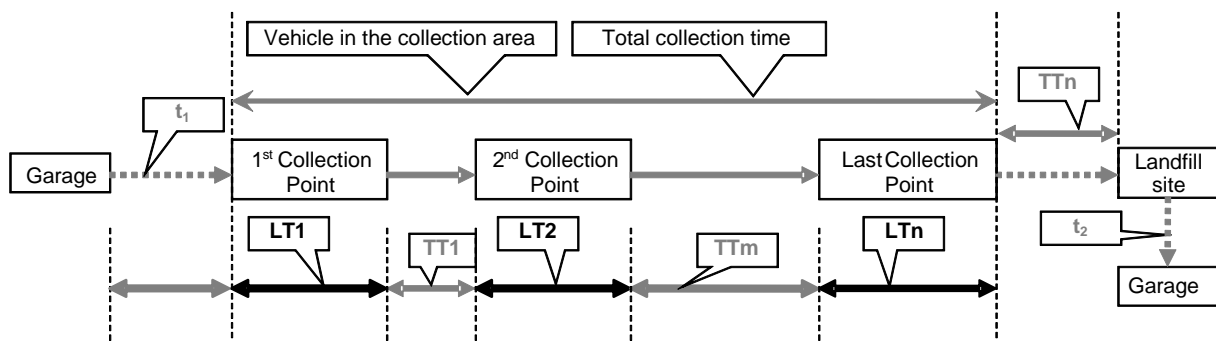 Vehicle in the collection area
Total collection time
TTn
t₁
Garage
1ˢᵗ Collection
Point
2ⁿᵈ Collection
Point
Last Collection
Point
Landfill
site
LT1
TT1
LT2
TTm
LTn
t₂
Garage